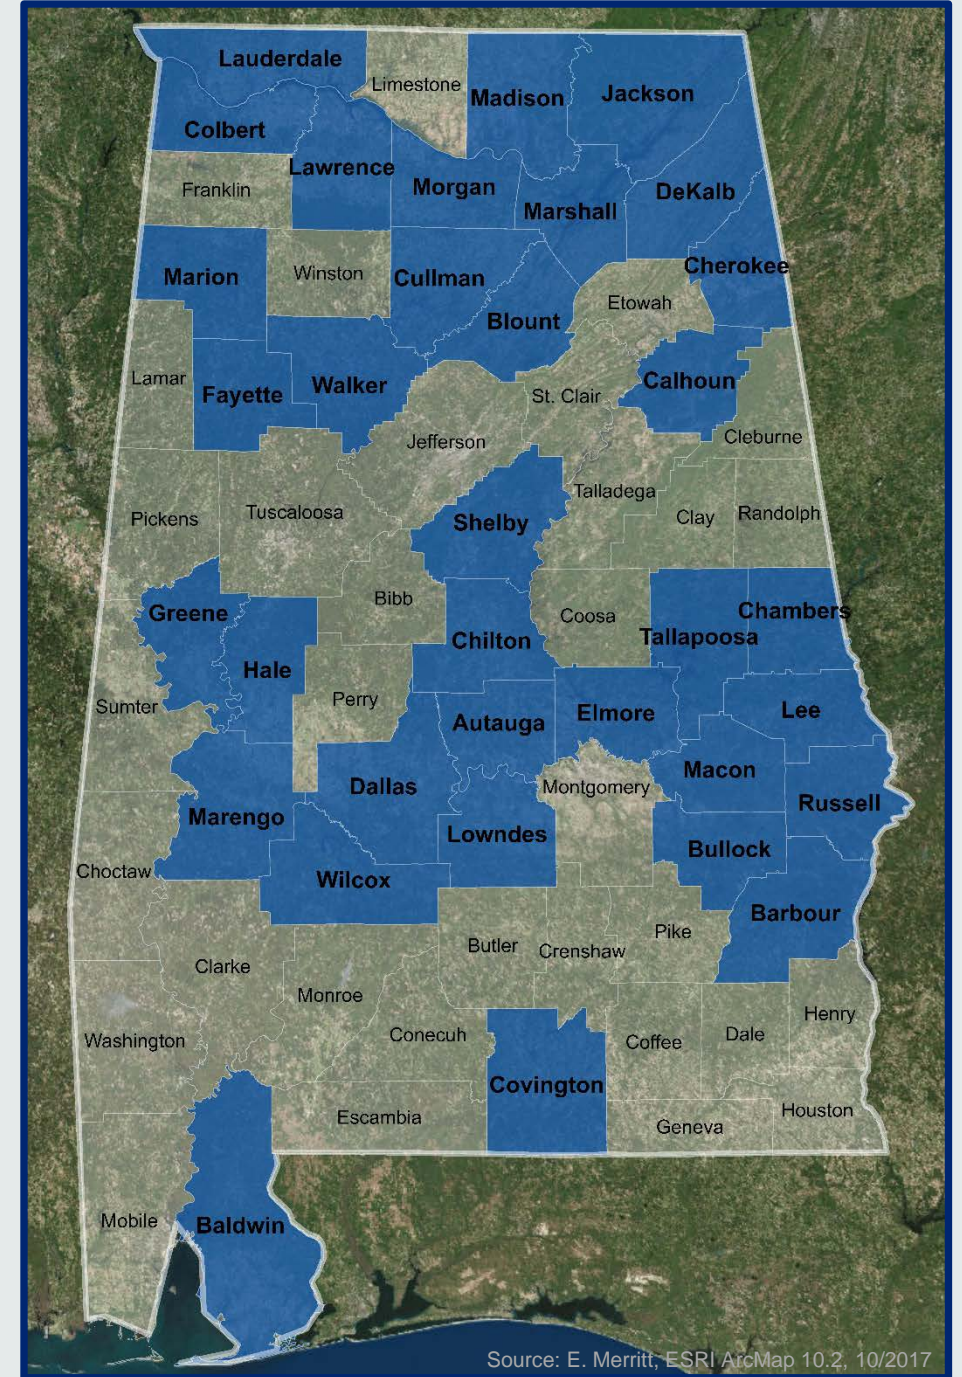 Lauderdale
Limestone
Madison
Jackson
Colbert
Lawrence
Franklin
Morgan
DeKalb
Marshall
Marion
Winston
Cullman
Cherokee
Etowah
Blount
Lamar
Fayette
Walker
St. Clair
Calhoun
Jefferson
Cleburne
Talladega
Pickens
Tuscaloosa
Shelby
Clay
Randolph
Greene
Bibb
Coosa
Chambers
Tallapoosa
Chilton
Hale
Sumter
Perry
Autauga
Elmore
Lee
Macon
Dallas
Montgomery
Russell
Marengo
Lowndes
Bullock
Choctaw
Wilcox
Barbour
Butler
Crenshaw
Pike
Clarke
Monroe
Conecuh
Henry
Washington
Coffee
Dale
Covington
Escambia
Geneva
Houston
Mobile
Baldwin
Source: E. Merritt, ESRI ArcMap 10.2, 10/2017